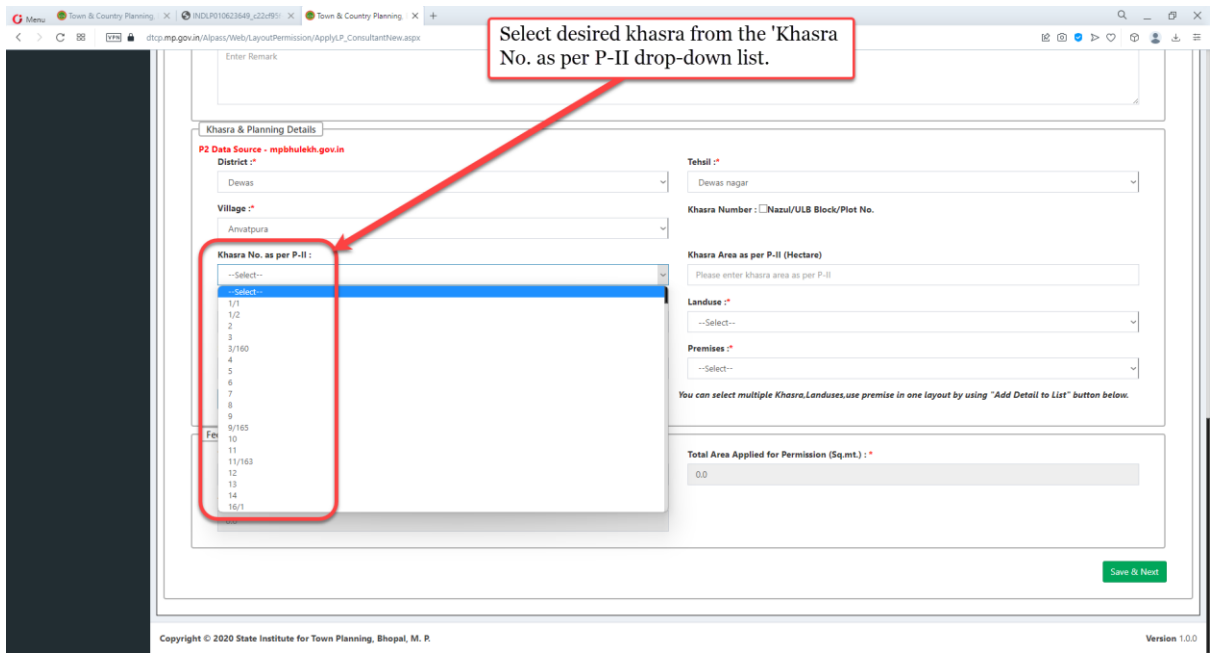 Menu
Town & Country Planning
INDLP010623649_c22cf95
Town & Country Planning
VPN
dtcp.mp.gov.in/Alpass/Web/LayoutPermission/ApplyLP_ConsultantNew.aspx
Select desired khasra from the 'Khasra
No. as per P-II drop-down list.
Enter Remark
Khasra & Planning Details
P2 Data Source - mpbhulekh.gov.in
District :*
Tehsil :*
Dewas
Dewas nagar
Village :*
Khasra Number : Nazul/ULB Block/Plot No.
Anvatpura
Khasra No. as per P-II :
Khasra Area as per P-II (Hectare)
--Select--
Please enter khasra area as per P-II
--Select--
1/1
Landuse :*
1/2
2
--Select--
3
3/160
Premises :*
4
5
--Select--
6
7
You can select multiple Khasra,Landuses,use premise in one layout by using "Add Detail to List" button below.
8
9
9/165
Fee
10
11
Total Area Applied for Permission (Sq.mt.) : *
11/163
12
0.0
13
14
16/1
0.0
Save & Next
Copyright © 2020 State Institute for Town Planning, Bhopal, M. P.
Version 1.0.0